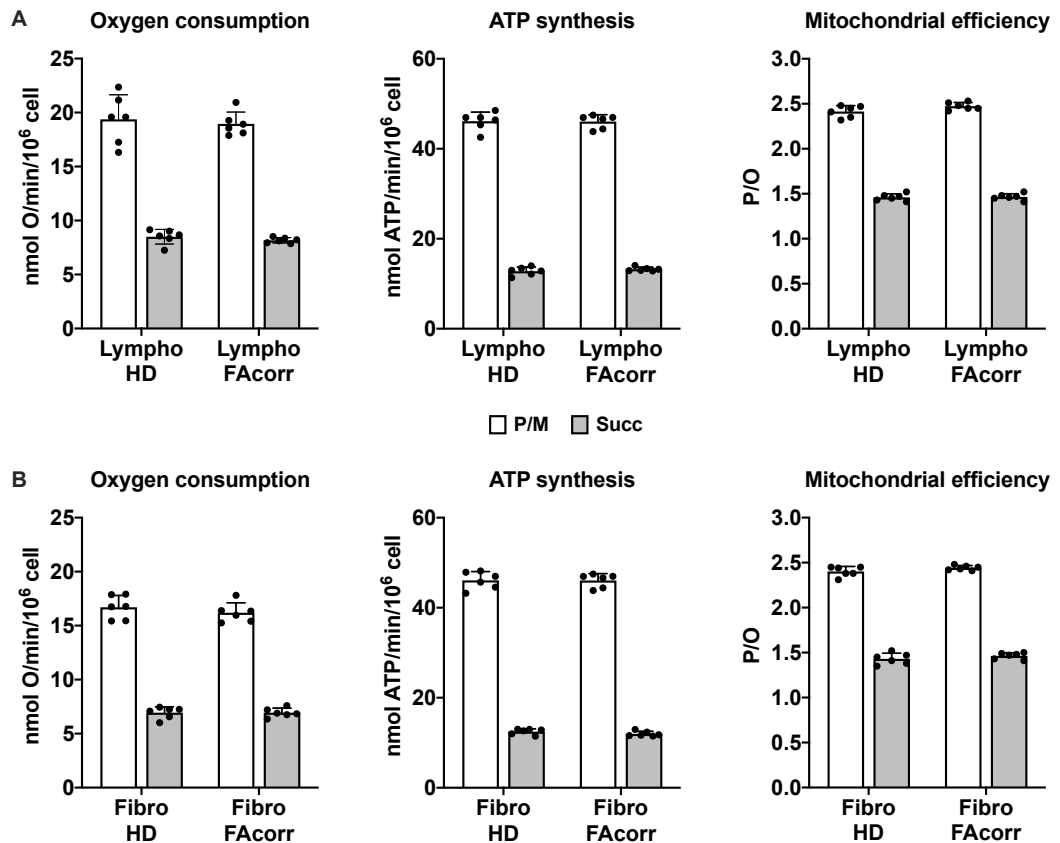 A
Oxygen consumption
nmol O/min/10⁶ cell
25
20
15
10
5
0
Lympho HD
Lympho FAcorr
ATP synthesis
nmol ATP/min/10⁶ cell
60
40
20
0
Lympho HD
Lympho FAcorr
Mitochondrial efficiency
P/O
3.0
2.5
2.0
1.5
1.0
0.5
0.0
Lympho HD
Lympho FAcorr
P/M Succ
B
Oxygen consumption
nmol O/min/10⁶ cell
25
20
15
10
5
0
Fibro HD
Fibro FAcorr
ATP synthesis
nmol ATP/min/10⁶ cell
60
40
20
0
Fibro HD
Fibro FAcorr
Mitochondrial efficiency
P/O
3.0
2.5
2.0
1.5
1.0
0.5
0.0
Fibro HD
Fibro FAcorr